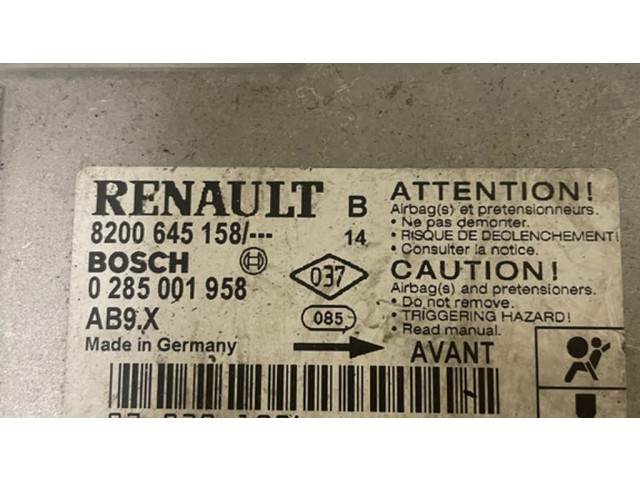 RENAULT B
8200 645 158/--- 14
BOSCH
0 285 001 958
AB9.X
Made in Germany
037
085
ATTENTION!
Airbag(s) et pretensionneurs.
• Ne pas demonter.
• RISQUE DE DECLENCHEMENT!
• Consulter la notice.
CAUTION!
Airbag(s) and pretensioners.
• Do not remove.
• TRIGGERING HAZARD!
• Read manual.
AVANT